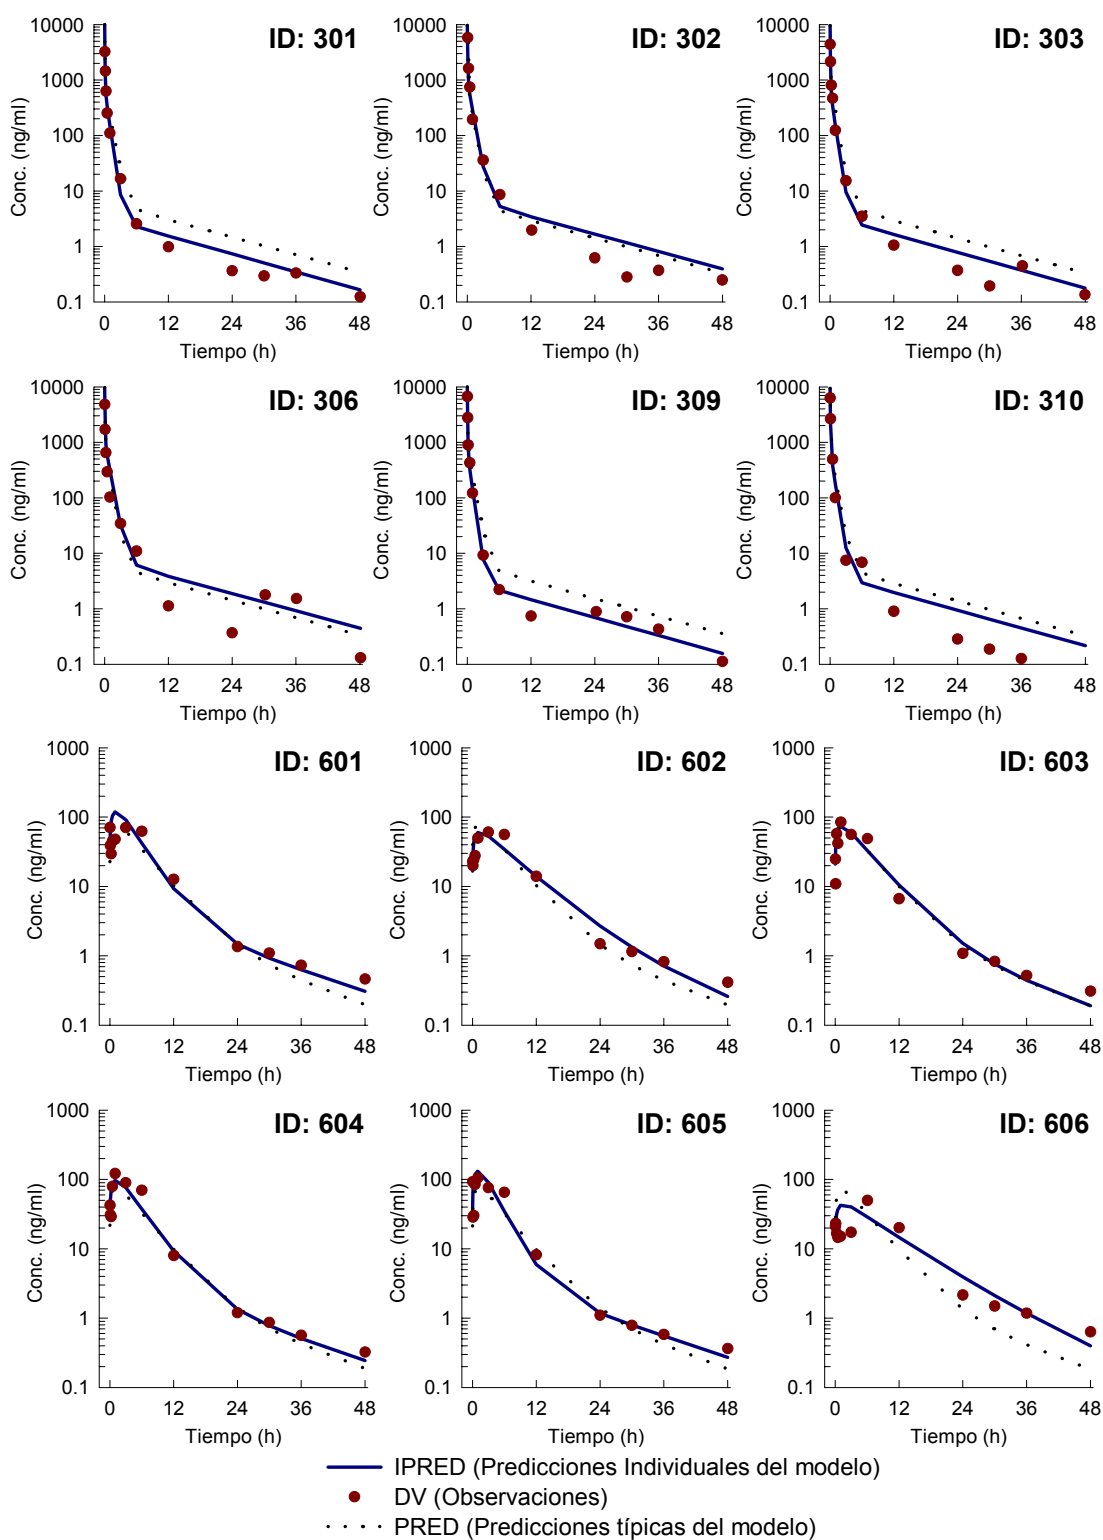 ID: 301
10000
1000
100
10
1
0.1
Conc. (ng/ml)
0 12 24 36 48
Tiempo (h)
ID: 302
10000
1000
100
10
1
0.1
Conc. (ng/ml)
0 12 24 36 48
Tiempo (h)
ID: 303
10000
1000
100
10
1
0.1
Conc. (ng/ml)
0 12 24 36 48
Tiempo (h)
ID: 306
10000
1000
100
10
1
0.1
Conc. (ng/ml)
0 12 24 36 48
Tiempo (h)
ID: 309
10000
1000
100
10
1
0.1
Conc. (ng/ml)
0 12 24 36 48
Tiempo (h)
ID: 310
10000
1000
100
10
1
0.1
Conc. (ng/ml)
0 12 24 36 48
Tiempo (h)
ID: 601
1000
100
10
1
0.1
Conc. (ng/ml)
0 12 24 36 48
Tiempo (h)
ID: 602
1000
100
10
1
0.1
Conc. (ng/ml)
0 12 24 36 48
Tiempo (h)
ID: 603
1000
100
10
1
0.1
Conc. (ng/ml)
0 12 24 36 48
Tiempo (h)
ID: 604
1000
100
10
1
0.1
Conc. (ng/ml)
0 12 24 36 48
Tiempo (h)
ID: 605
1000
100
10
1
0.1
Conc. (ng/ml)
0 12 24 36 48
Tiempo (h)
ID: 606
1000
100
10
1
0.1
Conc. (ng/ml)
0 12 24 36 48
Tiempo (h)
IPRED (Predicciones Individuales del modelo)
DV (Observaciones)
PRED (Predicciones típicas del modelo)